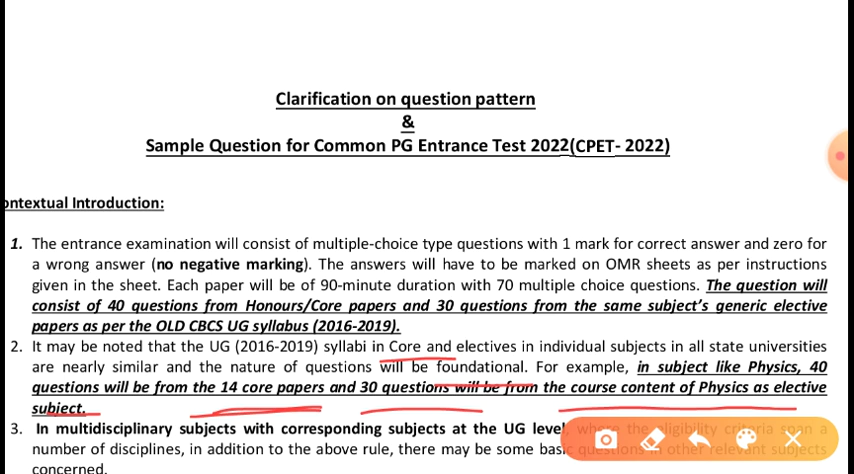 Clarification on question pattern
&
Sample Question for Common PG Entrance Test 2022(CPET- 2022)
ontextual Introduction:
1. The entrance examination will consist of multiple-choice type questions with 1 mark for correct answer and zero for
a wrong answer (no negative marking). The answers will have to be marked on OMR sheets as per instructions
given in the sheet. Each paper will be of 90-minute duration with 70 multiple choice questions. The question will
consist of 40 questions from Honours/Core papers and 30 questions from the same subject's generic elective
papers as per the OLD CBCS UG syllabus (2016-2019).
2. It may be noted that the UG (2016-2019) syllabi in Core and electives in individual subjects in all state universities
are nearly similar and the nature of questions will be foundational. For example, in subject like Physics, 40
questions will be from the 14 core papers and 30 questions will be from the course content of Physics as elective
subject.
3. In multidisciplinary subjects with corresponding subjects at the UG level, where the eligibility criteria span a
number of disciplines, in addition to the above rule, there may be some basic questions in other relevant subjects
concerned.